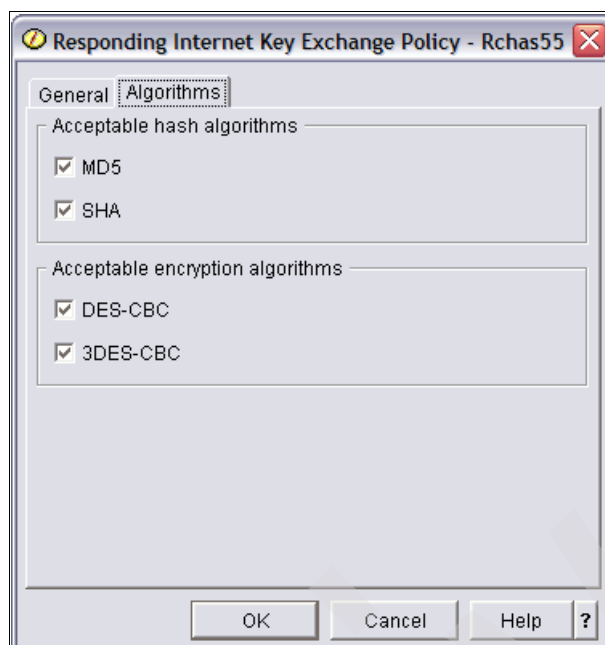 Responding Internet Key Exchange Policy - Rchas55
General Algorithms
Acceptable hash algorithms
MD5
SHA
Acceptable encryption algorithms
DES-CBC
3DES-CBC
OK Cancel Help ?